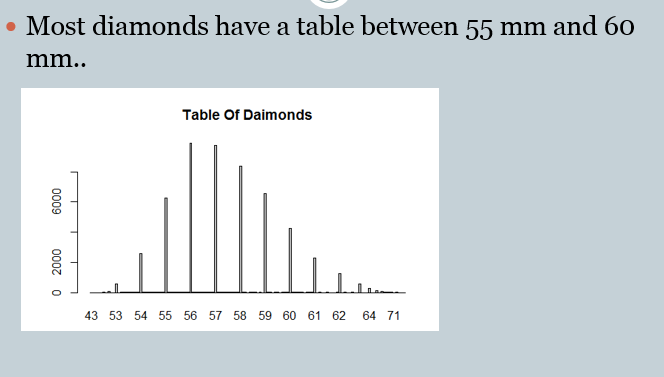 • Most diamonds have a table between 55 mm and 60
mm..
Table Of Daimonds
6000
2000
0
43 53 54 55 56 57 58 59 60 61 62 64 71